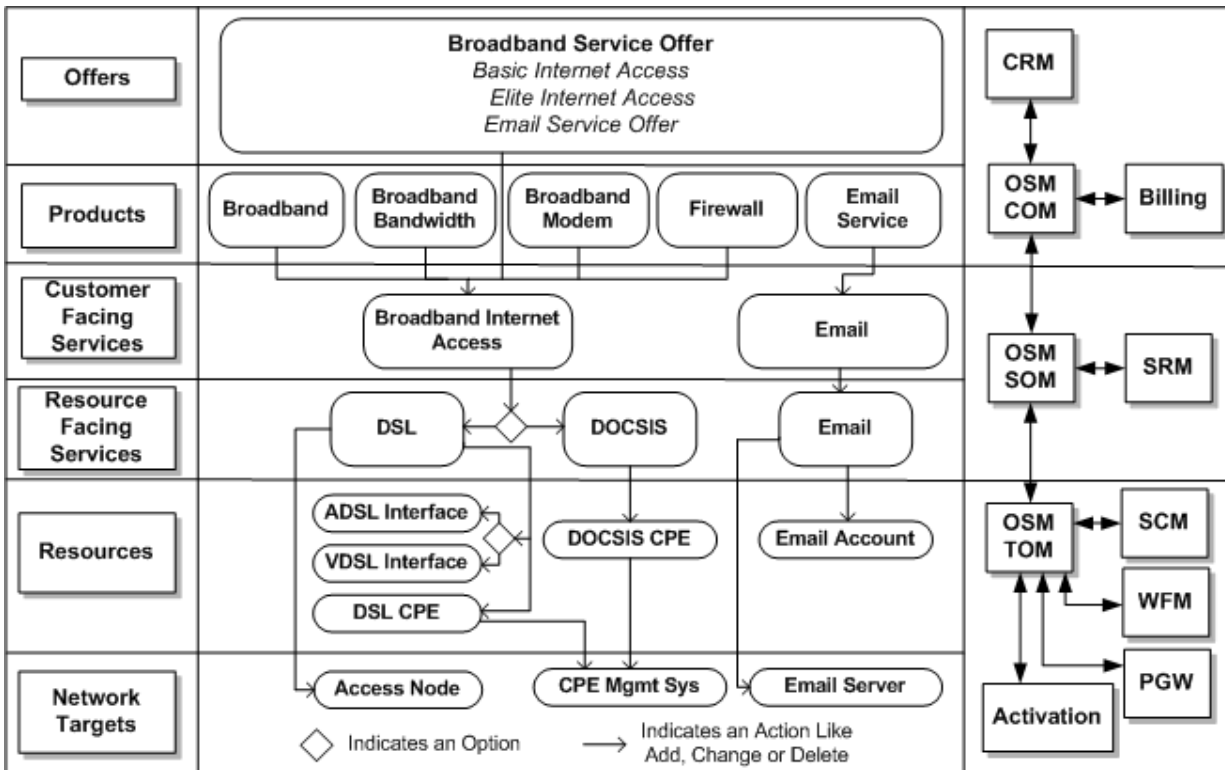 Offers
Broadband Service Offer
Basic Internet Access
Elite Internet Access
Email Service Offer
CRM
Products
Broadband
Broadband
Bandwidth
Broadband
Modem
Firewall
Email
Service
OSM
COM
Billing
Customer
Facing
Services
Broadband Internet
Access
Email
OSM
SOM
SRM
Resource
Facing
Services
DSL
DOCSIS
Email
Resources
ADSL Interface
VDSL Interface
DSL CPE
DOCSIS CPE
Email Account
OSM
TOM
SCM
WFM
PGW
Activation
Network
Targets
Access Node
CPE Mgmt Sys
Email Server
Indicates an Option
Indicates an Action Like
Add, Change or Delete